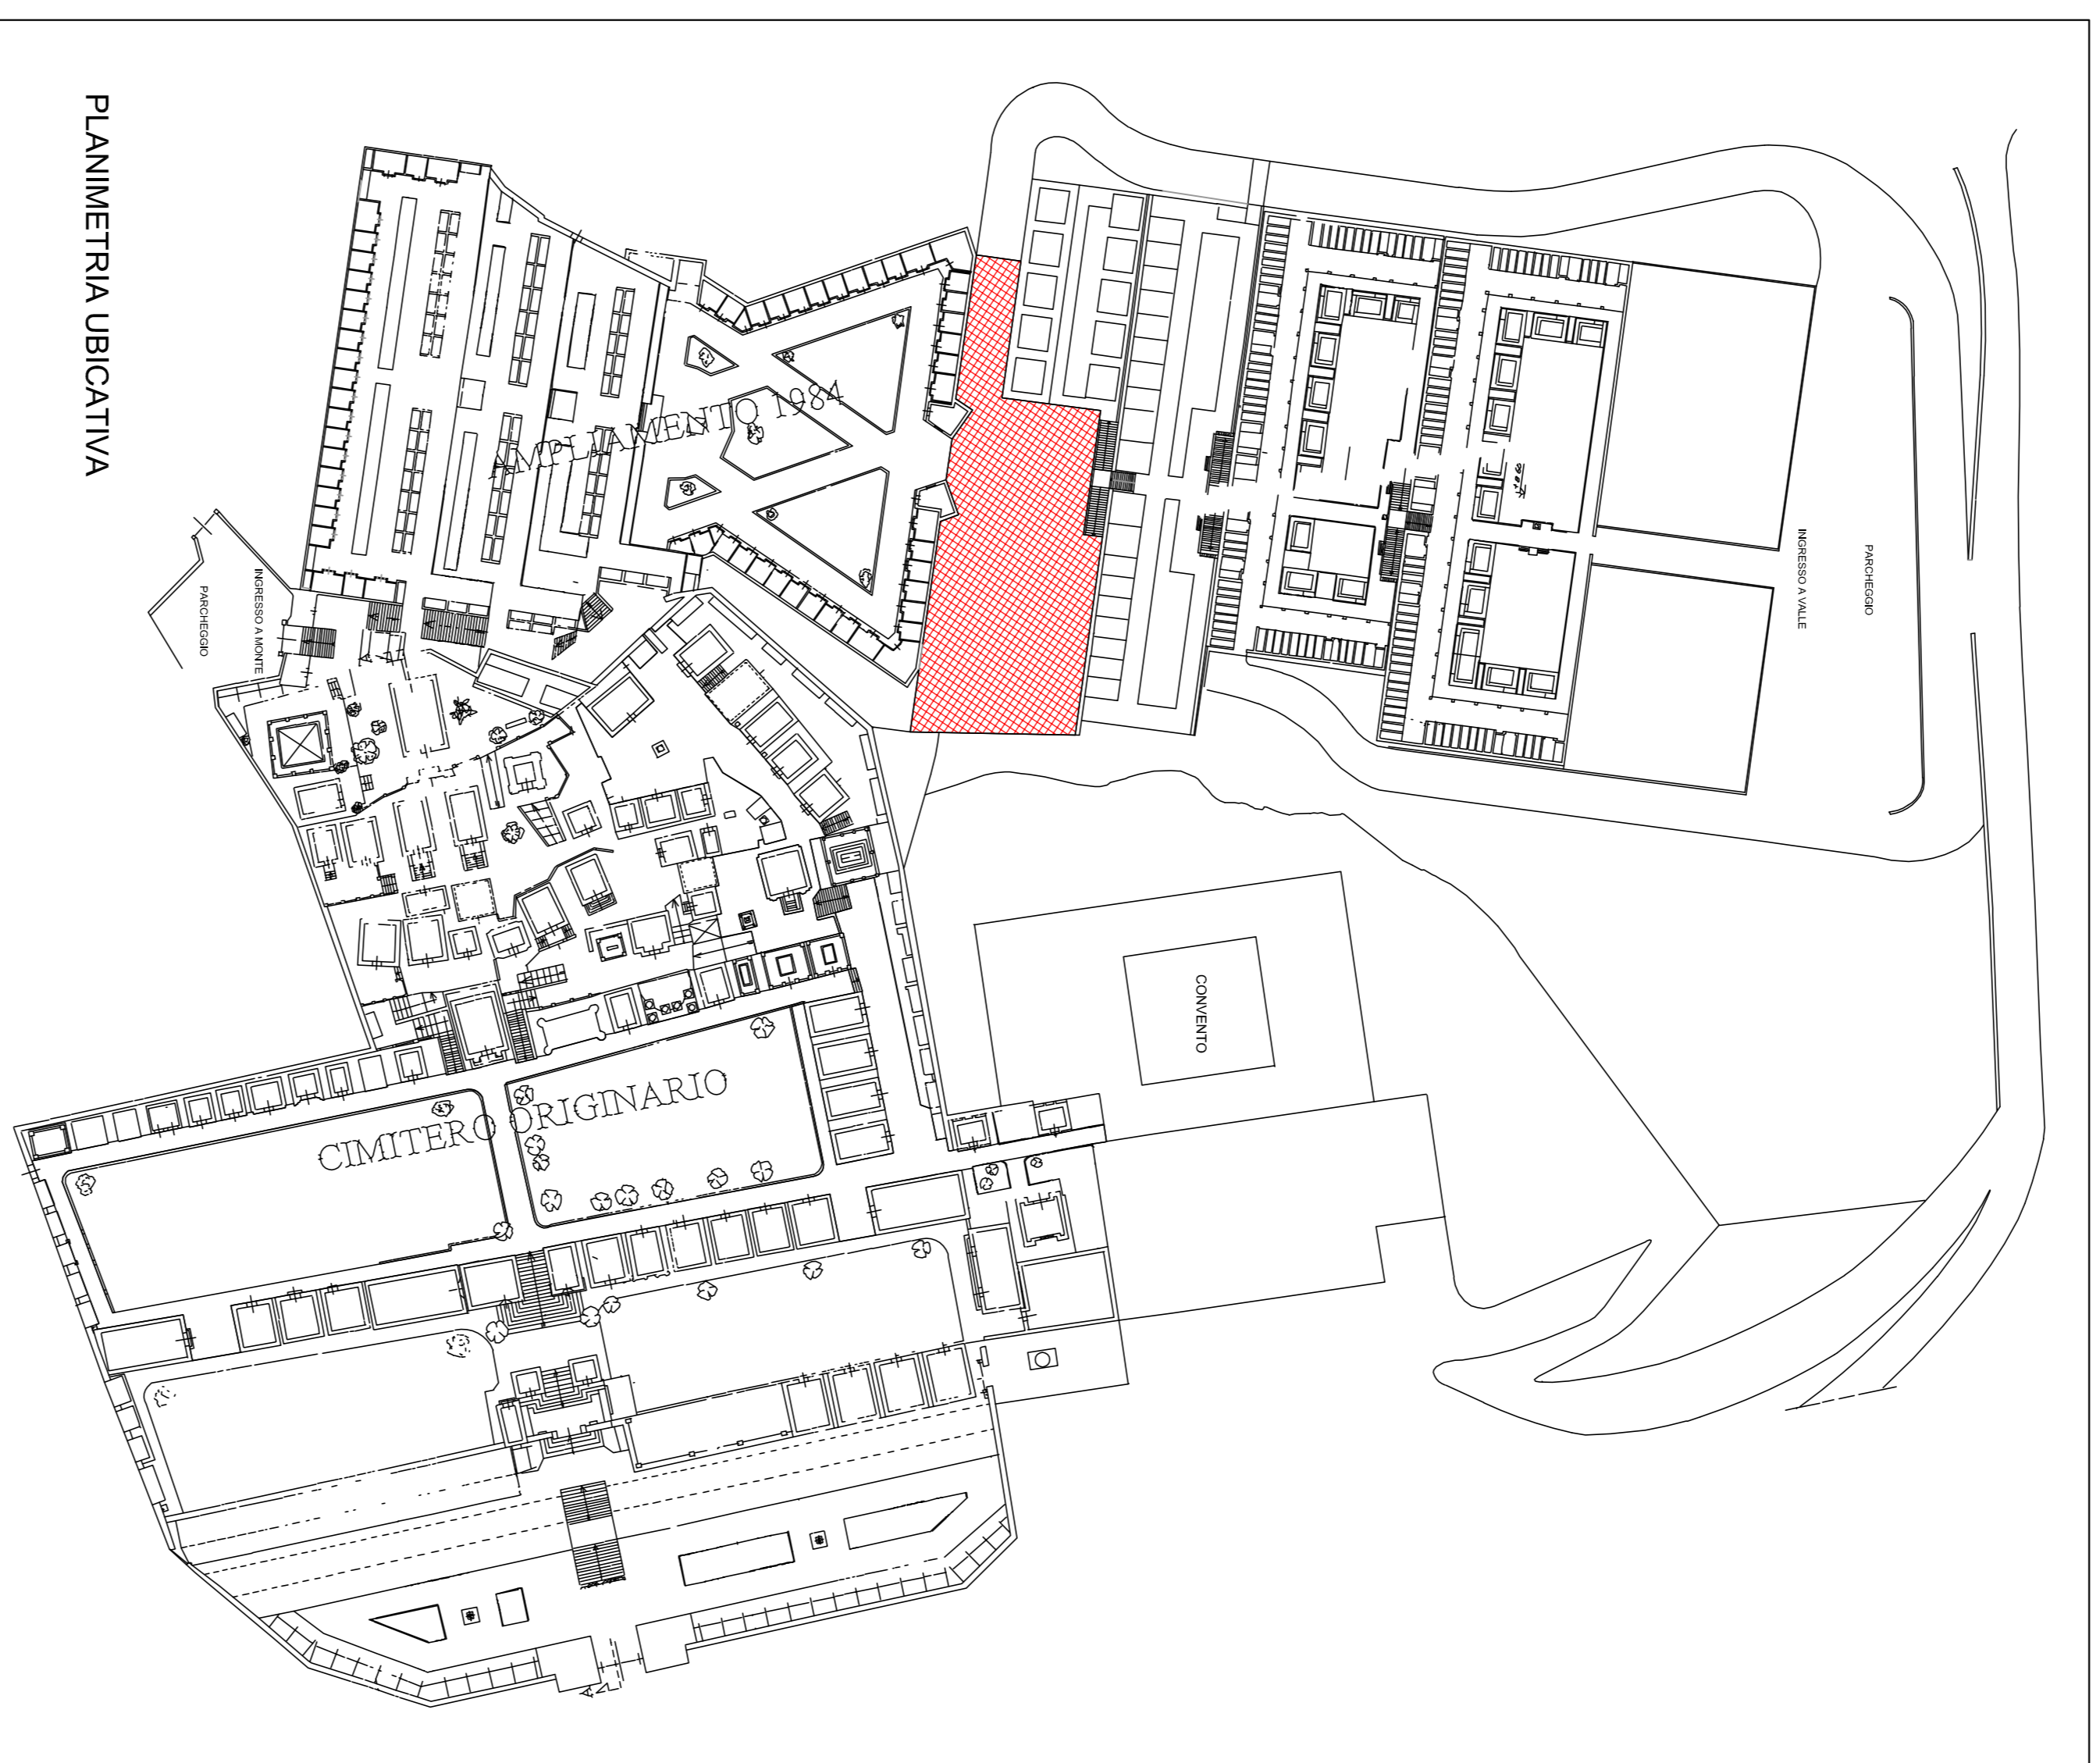 PLANIMETRIA UBICATIVA
AMPLIAMENTO 1984
PARCHEGGIO
INGRESSO A MONTE
INGRESSO A VALLE
PARCHEGGIO
CONVENTO
CIMITERO ORIGINARIO